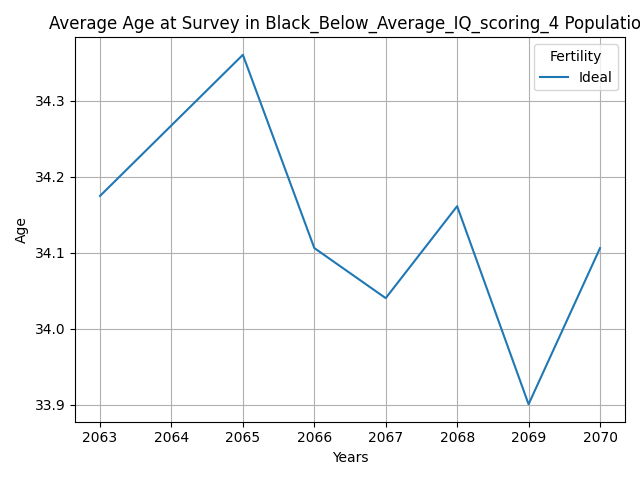 Average Age at Survey in Black_Below_Average_IQ_scoring_4 Populatio
Fertility
Ideal
34.3
34.2
34.1
34.0
33.9
Age
2063 2064 2065 2066 2067 2068 2069 2070
Years